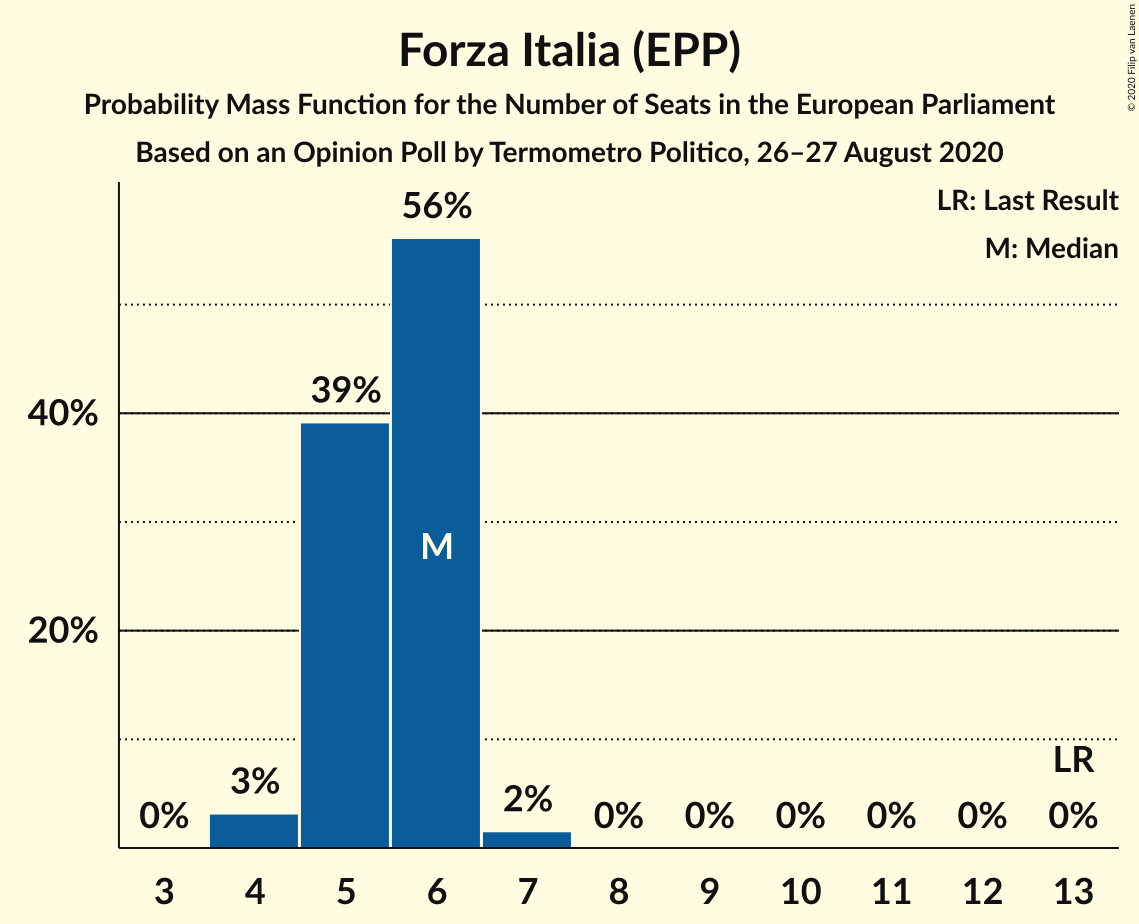 Forza Italia (EPP)
Probability Mass Function for the Number of Seats in the European Parliament
Based on an Opinion Poll by Termometro Politico, 26–27 August 2020
© 2020 Filip van Laenen
LR: Last Result
M: Median
56%
39%
40%
M
20%
LR
3%
2%
0% 0% 0% 0% 0% 0% 0%
3 4 5 6 7 8 9 10 11 12 13